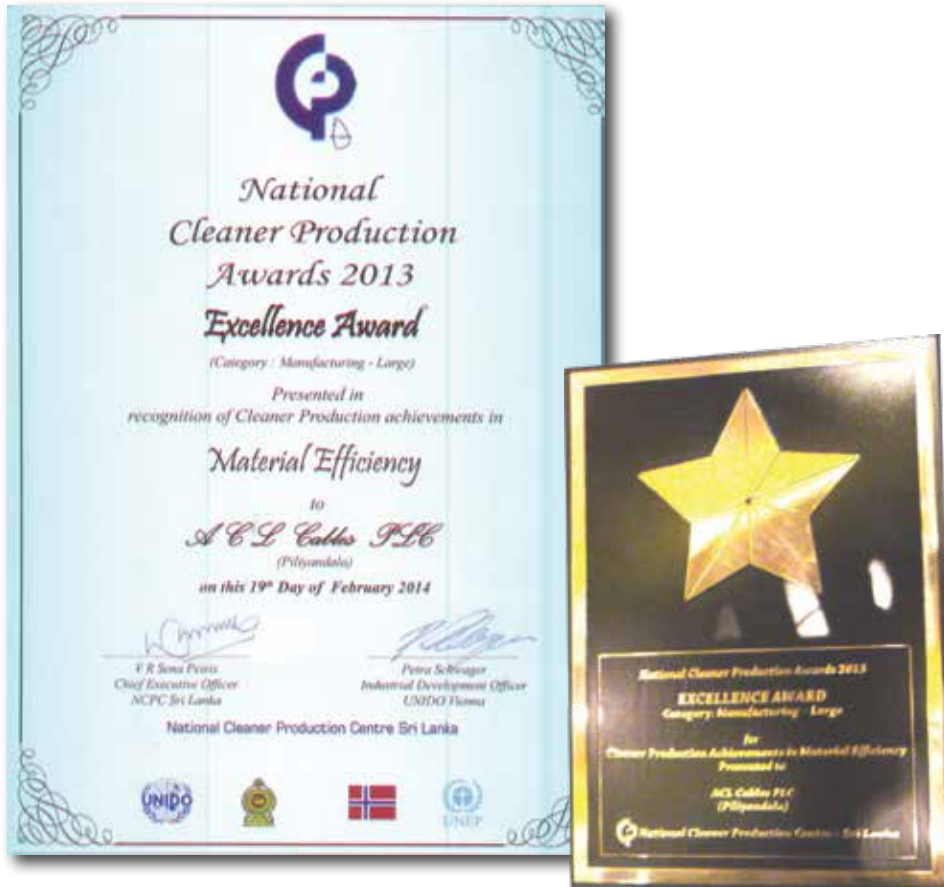 National
Cleaner Production
Awards 2013
Excellence Award
(Category : Manufacturing - Large)
Presented in
recognition of Cleaner Production achievements in
Material Efficiency
to
A C L Cables PLC
(Piliyandala)
on this 19th Day of February 2014
V R Sena Peiris
Chief Executive Officer
NCPC Sri Lanka
Petra Schwager
Industrial Development Officer
UNIDO Vienna
National Cleaner Production Centre Sri Lanka
UNIDO
UNEP
National Cleaner Production Awards 2013
EXCELLENCE AWARD
Category: Manufacturing - Large
for
Cleaner Production Achievements in Material Efficiency
Presented to
ACL Cables PLC
(Piliyandala)
National Cleaner Production Centre - Sri Lanka